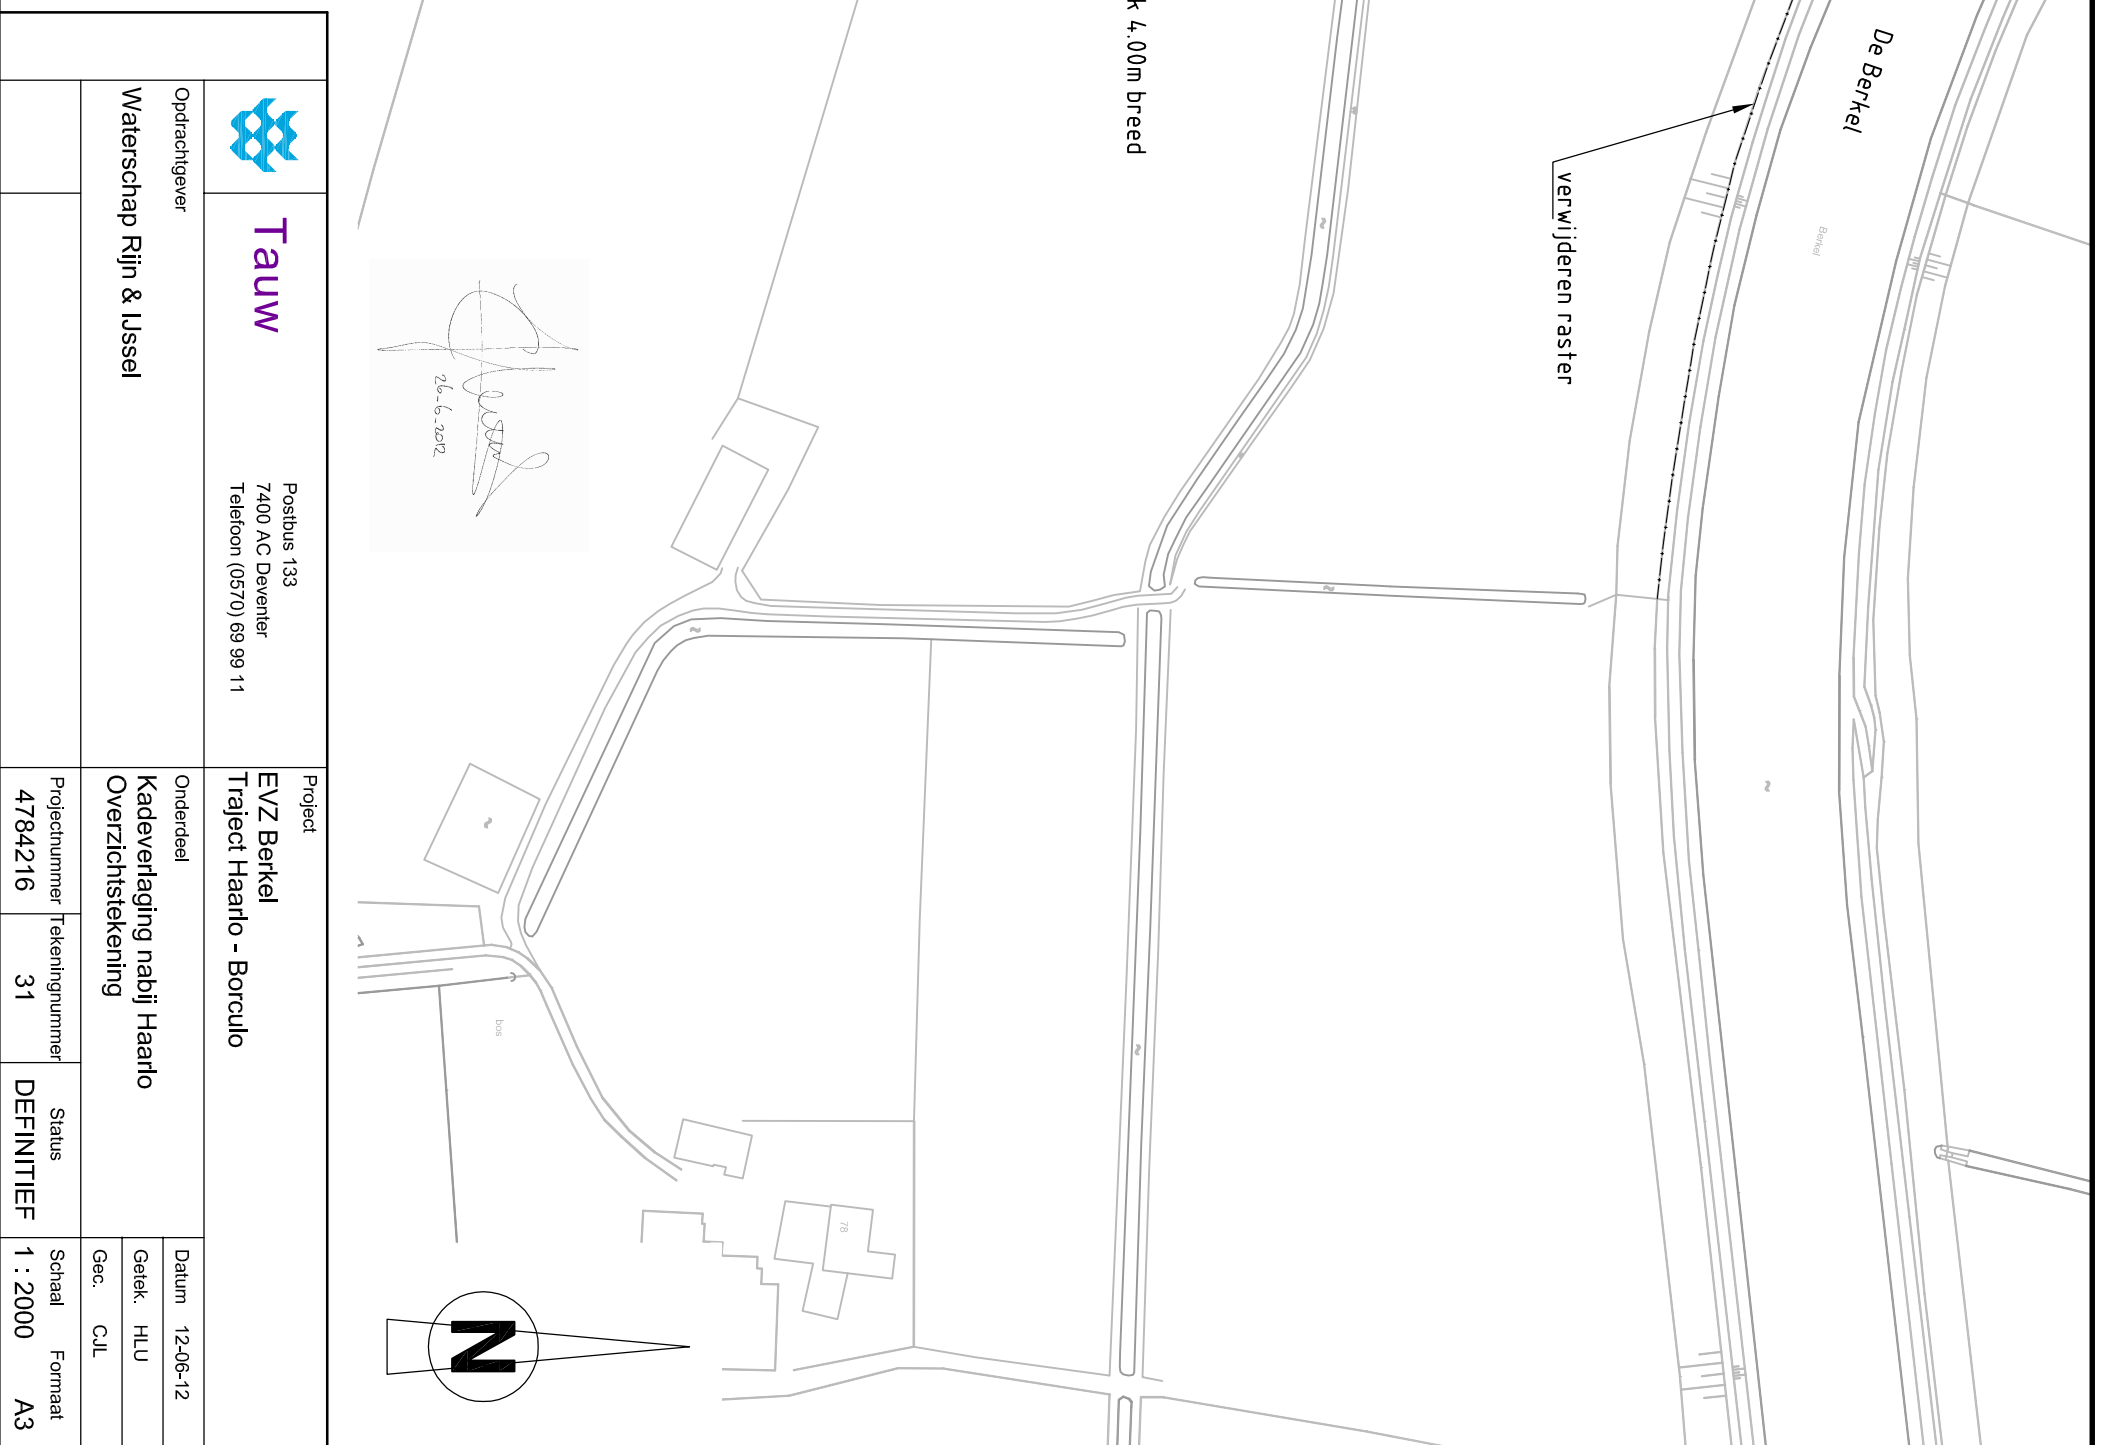 De Berkel
Berkel
verwijderen raster
k 4.00m breed
bos
78
N
26-6-2012
Tauw
Postbus 133
7400 AC Deventer
Telefoon (0570) 69 99 11
Project
EVZ Berkel
Traject Haarlo - Borculo
Opdrachtgever
Waterschap Rijn & IJssel
Onderdeel
Kadeverlaging nabij Haarlo
Overzichtstekening
Datum 12-06-12
Getek. HLU
Gec. CJL
Projectnummer Tekeningnummer Status Schaal Formaat
4784216 31 DEFINITIEF 1 : 2000 A3